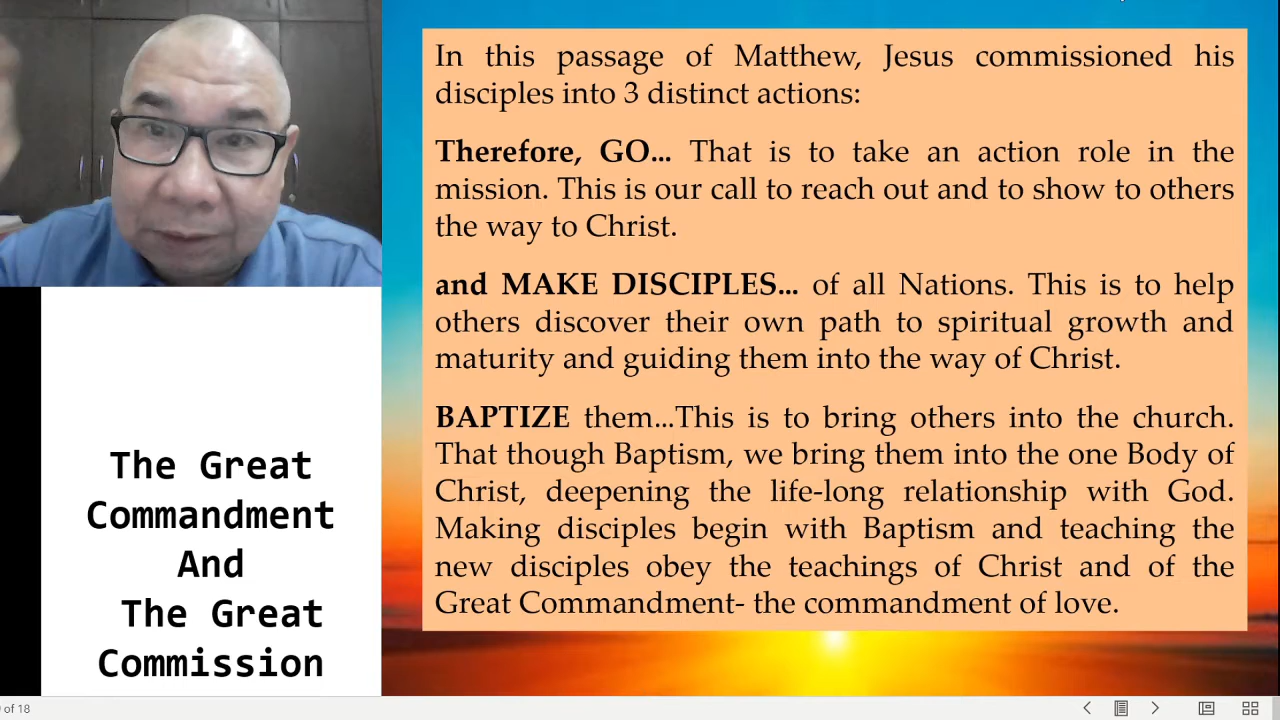 In this passage of Matthew, Jesus commissioned his
disciples into 3 distinct actions:
Therefore, GO... That is to take an action role in the
mission. This is our call to reach out and to show to others
the way to Christ.
and MAKE DISCIPLES... of all Nations. This is to help
others discover their own path to spiritual growth and
maturity and guiding them into the way of Christ.
BAPTIZE them...This is to bring others into the church.
That though Baptism, we bring them into the one Body of
Christ, deepening the life-long relationship with God.
Making disciples begin with Baptism and teaching the
new disciples obey the teachings of Christ and of the
Great Commandment- the commandment of love.
The Great
Commandment
And
The Great
Commission
of 18